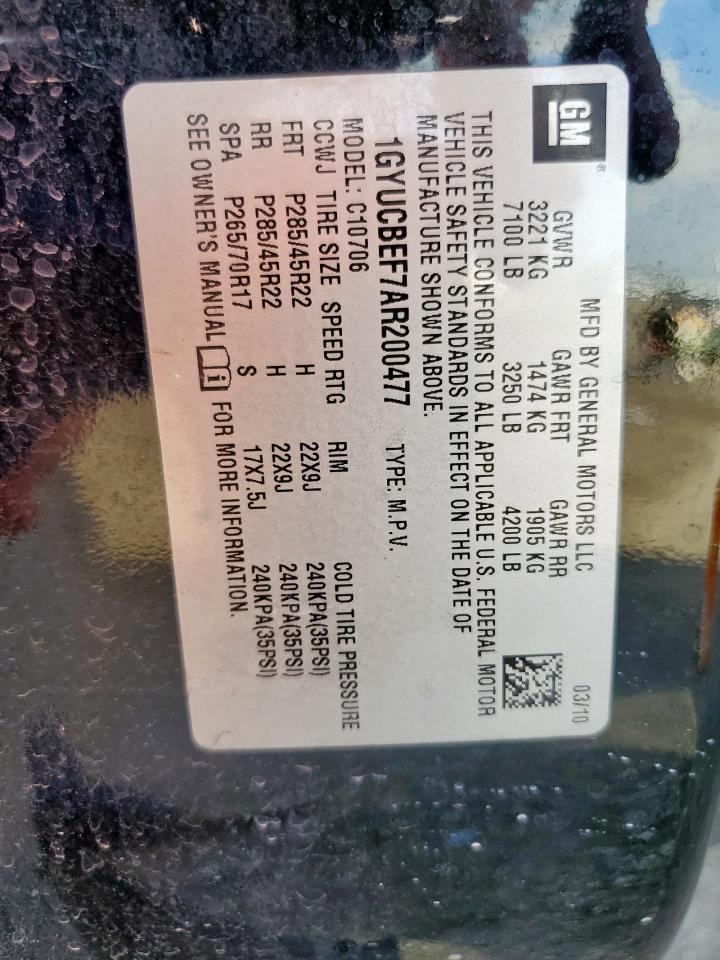 GM®
MFD BY GENERAL MOTORS LLC 03/10
GVWR GAWR FRT GAWR RR
3221 KG 1474 KG 1905 KG
7100 LB 3250 LB 4200 LB
THIS VEHICLE CONFORMS TO ALL APPLICABLE U.S. FEDERAL MOTOR
VEHICLE SAFETY STANDARDS IN EFFECT ON THE DATE OF
MANUFACTURE SHOWN ABOVE.
1GYUCBEF7AR200477 TYPE: M.P.V.
MODEL: C10706
CCWJ TIRE SIZE SPEED RTG RIM COLD TIRE PRESSURE
FRT P285/45R22 H 22X9J 240KPA(35PSI)
RR P285/45R22 H 22X9J 240KPA(35PSI)
SPA P265/70R17 S 17X7.5J 240KPA(35PSI)
SEE OWNER'S MANUAL i FOR MORE INFORMATION.